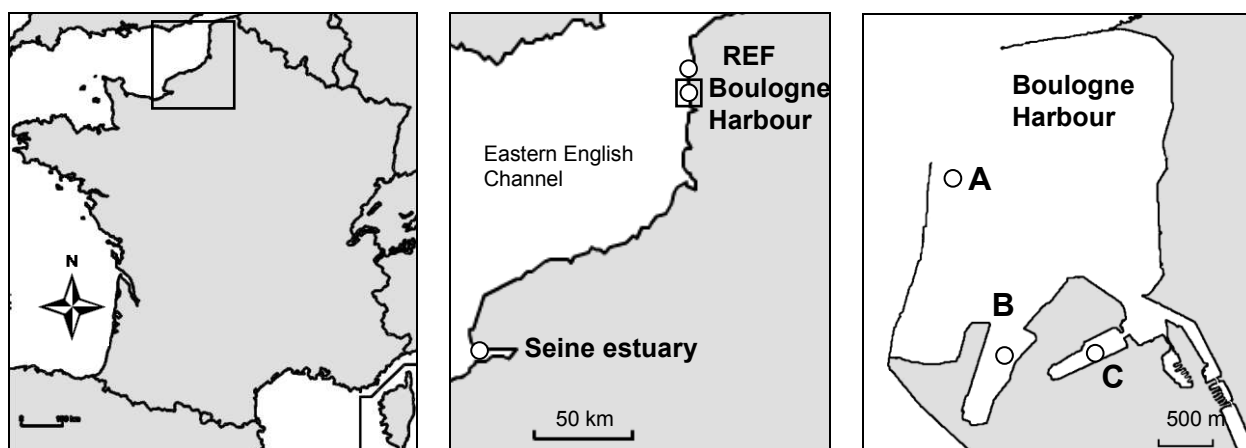 N
REF
Boulogne
Harbour
Eastern English
Channel
Seine estuary
50 km
Boulogne
Harbour
A
B
C
500 m